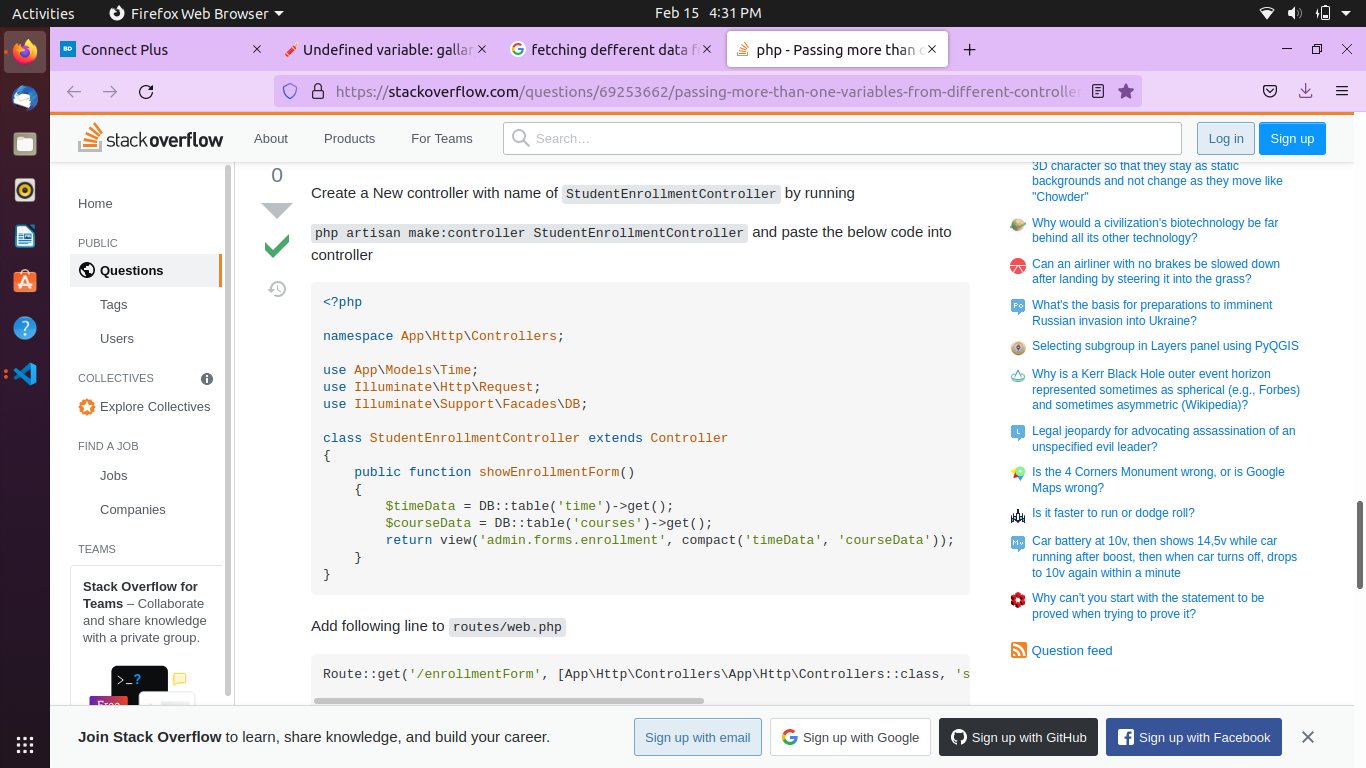 Activities
Firefox Web Browser
Feb 15 4:31 PM
BD Connect Plus
Undefined variable: gallar
fetching defferent data f
php - Passing more than
https://stackoverflow.com/questions/69253662/passing-more-than-one-variables-from-different-controller
stackoverflow
About
Products
For Teams
Search…
Log in
Sign up
Home
PUBLIC
Questions
Tags
Users
COLLECTIVES
Explore Collectives
FIND A JOB
Jobs
Companies
TEAMS
Stack Overflow for
Teams – Collaborate
and share knowledge
with a private group.
>_?
Free
0
Create a New controller with name of StudentEnrollmentController by running
php artisan make:controller StudentEnrollmentController and paste the below code into
controller
<?php
namespace App\Http\Controllers;
use App\Models\Time;
use Illuminate\Http\Request;
use Illuminate\Support\Facades\DB;
class StudentEnrollmentController extends Controller
{
    public function showEnrollmentForm()
    {
        $timeData = DB::table('time')->get();
        $courseData = DB::table('courses')->get();
        return view('admin.forms.enrollment', compact('timeData', 'courseData'));
    }
}
Add following line to routes/web.php
Route::get('/enrollmentForm', [App\Http\Controllers\App\Http\Controllers::class, 's
3D character so that they stay as static
backgrounds and not change as they move like
"Chowder"
Why would a civilization's biotechnology be far
behind all its other technology?
Can an airliner with no brakes be slowed down
after landing by steering it into the grass?
Po What's the basis for preparations to imminent
Russian invasion into Ukraine?
Selecting subgroup in Layers panel using PyQGIS
Why is a Kerr Black Hole outer event horizon
represented sometimes as spherical (e.g., Forbes)
and sometimes asymmetric (Wikipedia)?
L Legal jeopardy for advocating assassination of an
unspecified evil leader?
Is the 4 Corners Monument wrong, or is Google
Maps wrong?
Is it faster to run or dodge roll?
Mv Car battery at 10v, then shows 14,5v while car
running after boost, then when car turns off, drops
to 10v again within a minute
Why can't you start with the statement to be
proved when trying to prove it?
Question feed
Join Stack Overflow to learn, share knowledge, and build your career.
Sign up with email
Sign up with Google
Sign up with GitHub
Sign up with Facebook